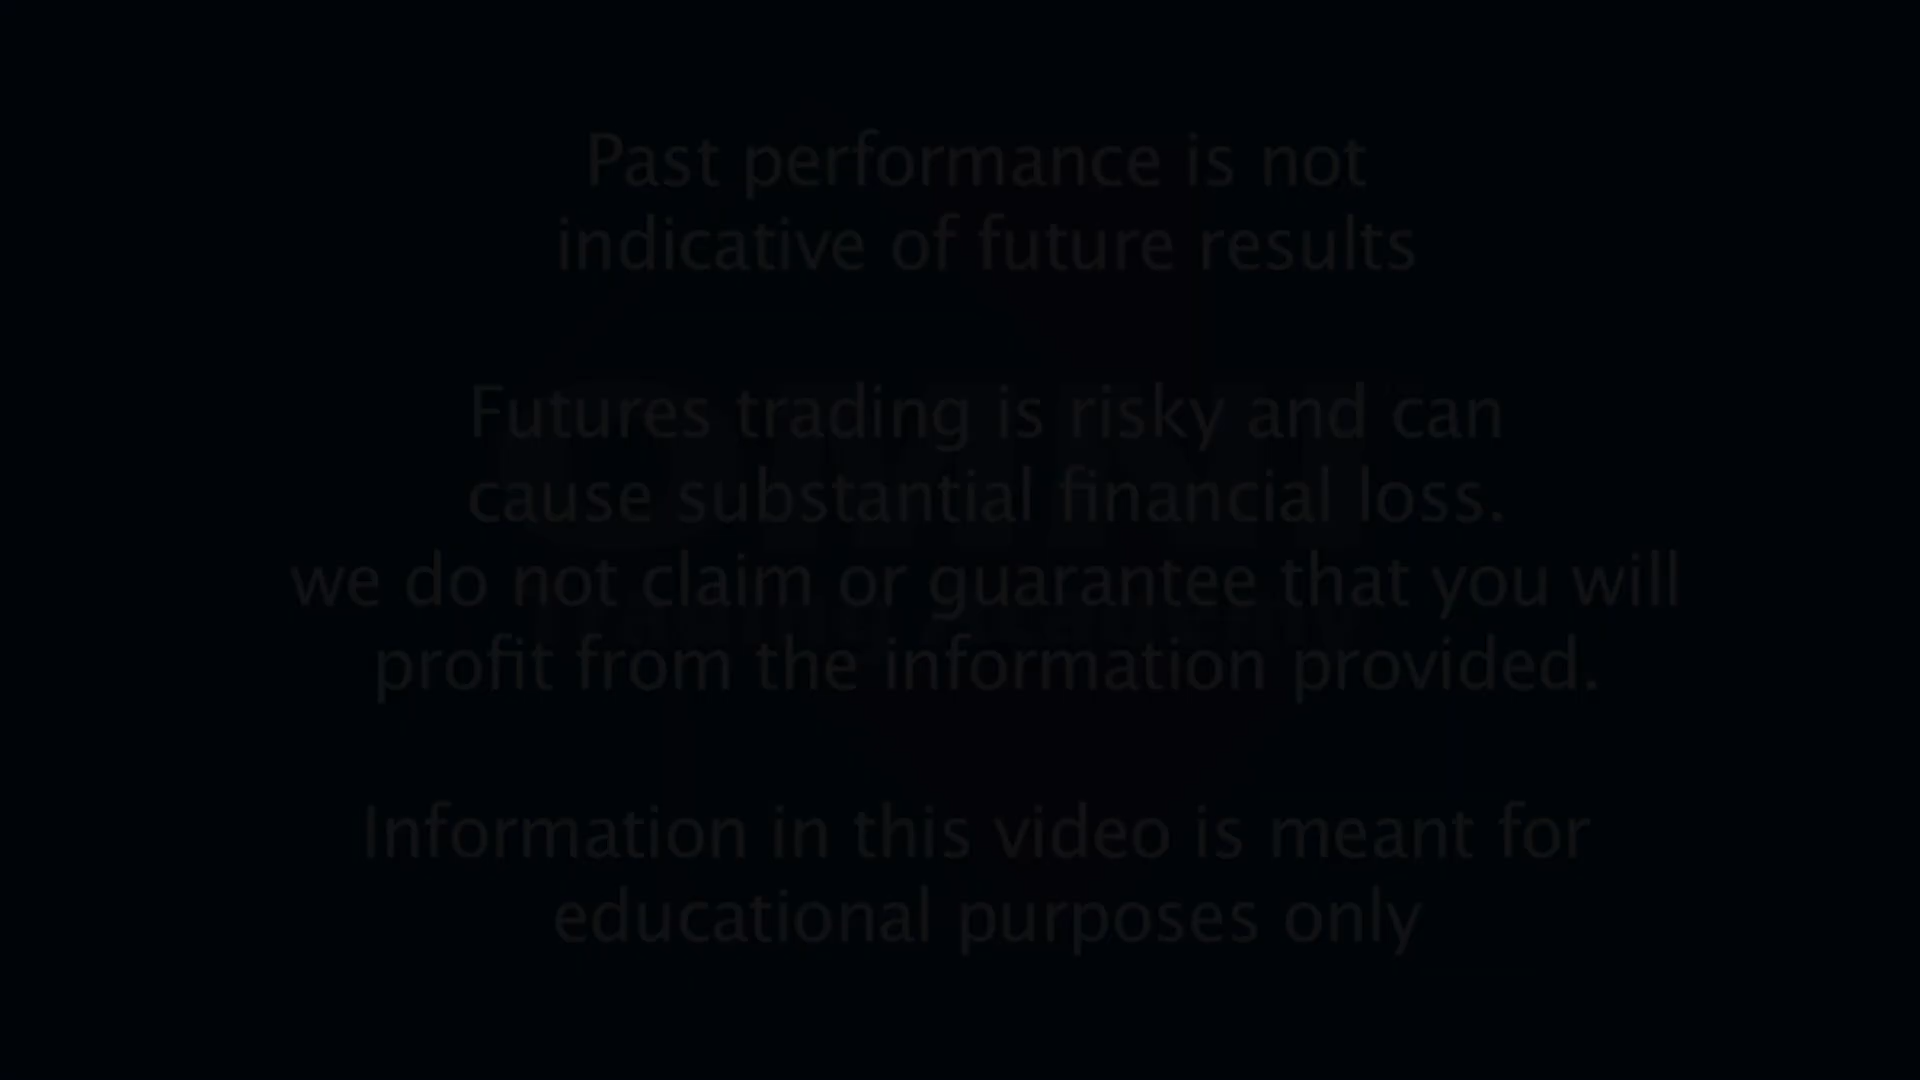 Past performance is not
indicative of future results
Futures trading is risky and can
cause substantial financial loss.
we do not claim or guarantee that you will
profit from the information provided.
Information in this video is meant for
educational purposes only